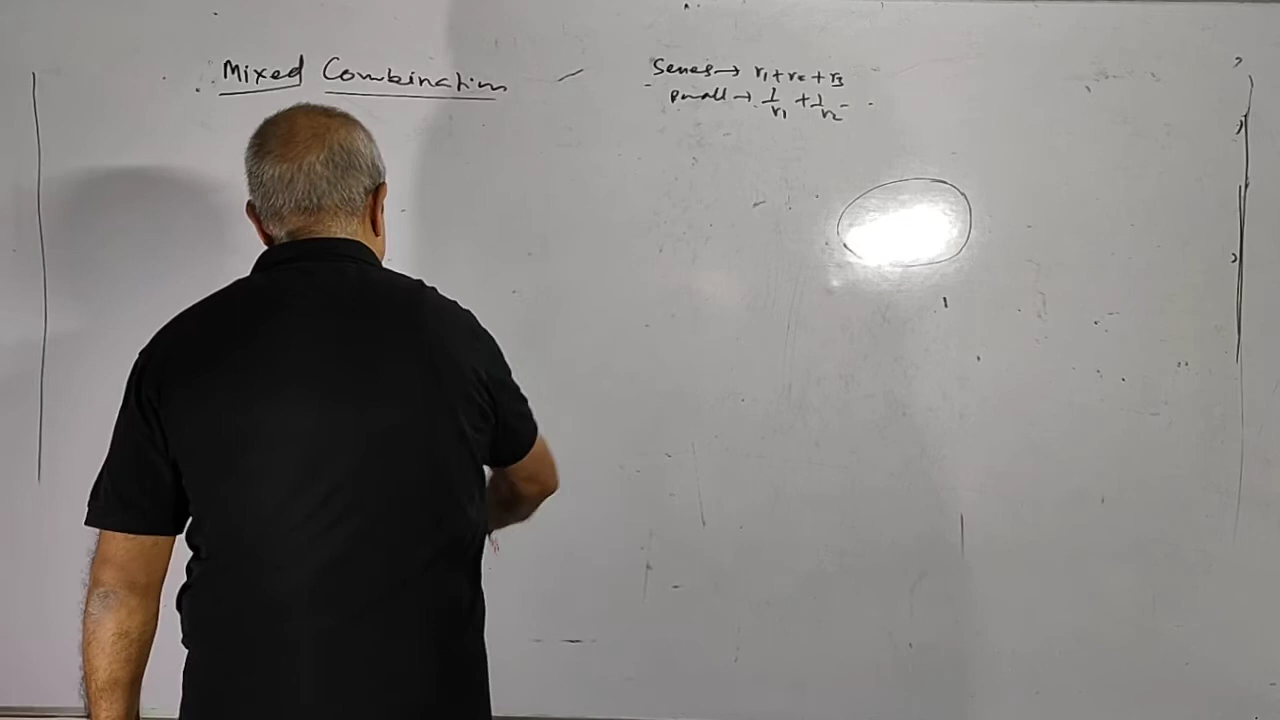 Mixed Combination
Series → r1 + r2 + r3
parall → 1/r1 + 1/r2